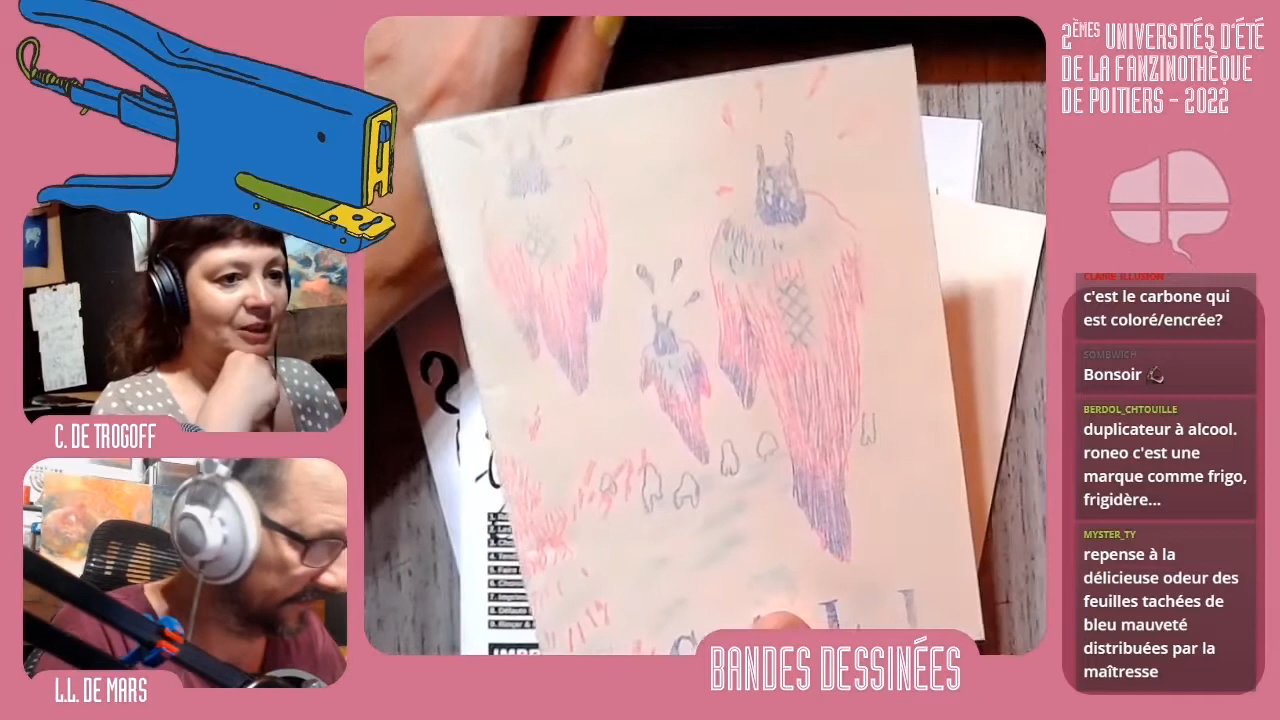 2ÈMES UNIVERSITÉS D'ÉTÉ
DE LA FANZINOTHÈQUE
DE POITIERS - 2022
C. DE TROGOFF
L.L. DE MARS
BANDES DESSINÉES
CLAIRE_ILLUSION
c'est le carbone qui
est coloré/encrée?
SOMBWICH
Bonsoir
BERDOL_CHTOUILLE
duplicateur à alcool.
roneo c'est une
marque comme frigo,
frigidère...
MYSTER_TY
repense à la
délicieuse odeur des
feuilles tachées de
bleu mauveté
distribuées par la
maîtresse